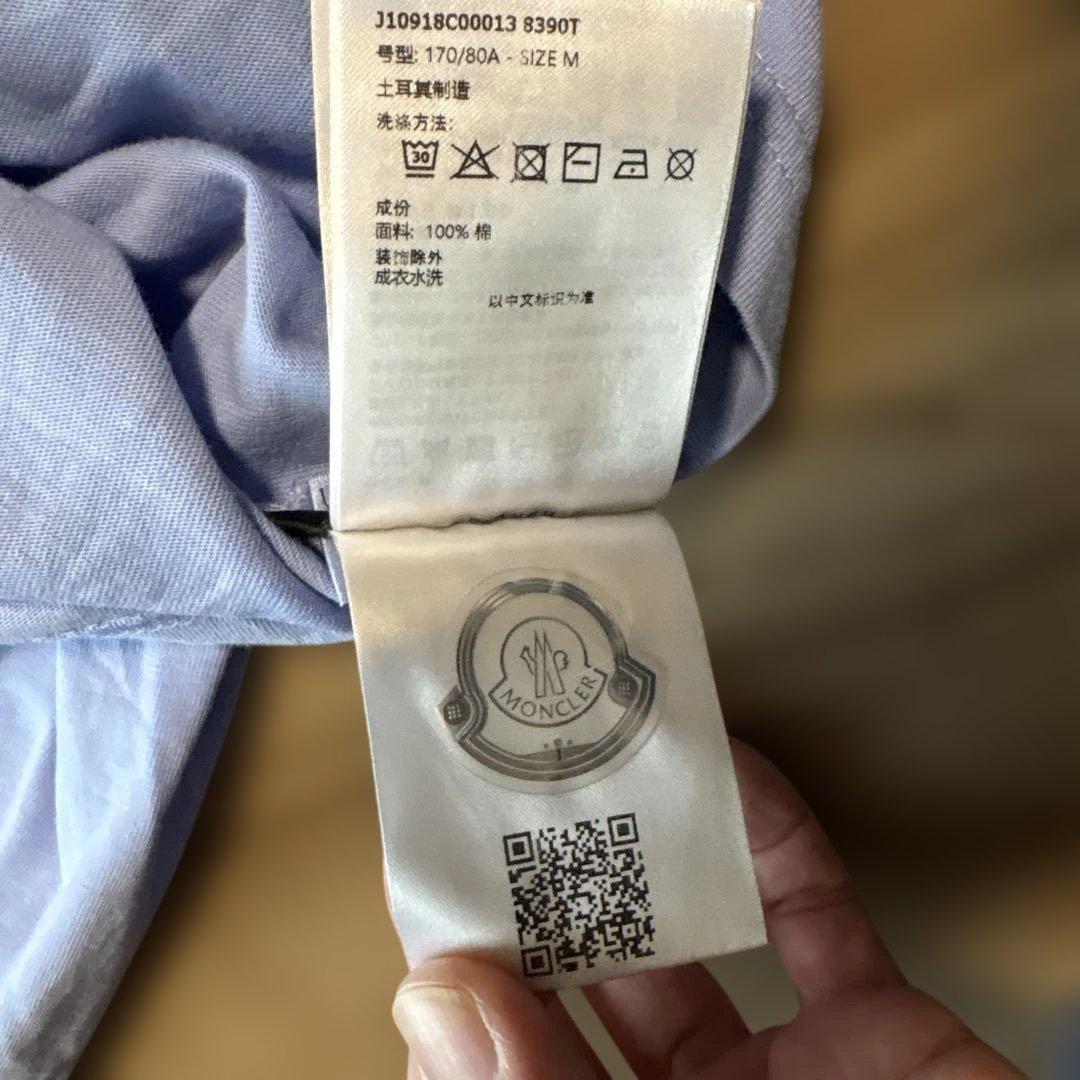 J10918C00013 8390T
号型: 170/80A - SIZE M
土耳其制造
洗涤方法:
30
成份
面料: 100% 棉
装饰除外
成衣水洗
以中文标识为准
MONCLER